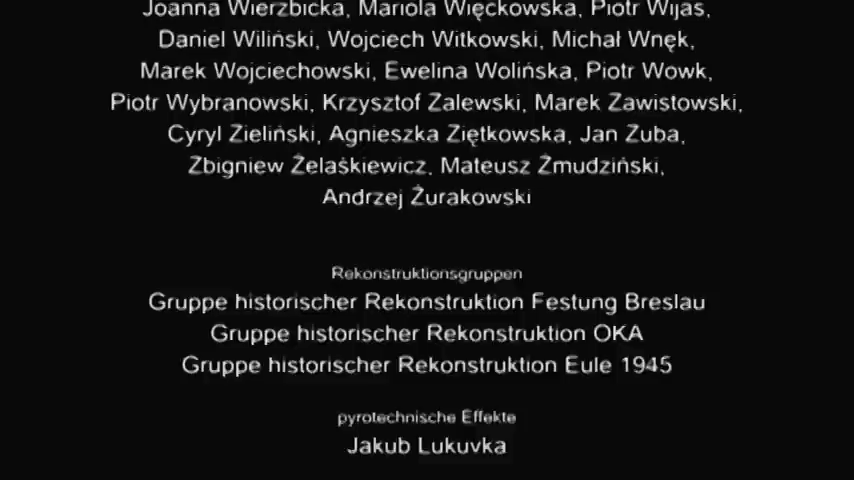 Joanna Wierzbicka, Mariola Więckowska, Piotr Wijas,
Daniel Wiliński, Wojciech Witkowski, Michał Wnęk,
Marek Wojciechowski, Ewelina Wolińska, Piotr Wowk,
Piotr Wybranowski, Krzysztof Zalewski, Marek Zawistowski,
Cyryl Zieliński, Agnieszka Ziętkowska, Jan Zuba,
Zbigniew Żelaśkiewicz, Mateusz Żmudziński,
Andrzej Żurakowski
Rekonstruktionsgruppen
Gruppe historischer Rekonstruktion Festung Breslau
Gruppe historischer Rekonstruktion OKA
Gruppe historischer Rekonstruktion Eule 1945
pyrotechnische Effekte
Jakub Lukuvka